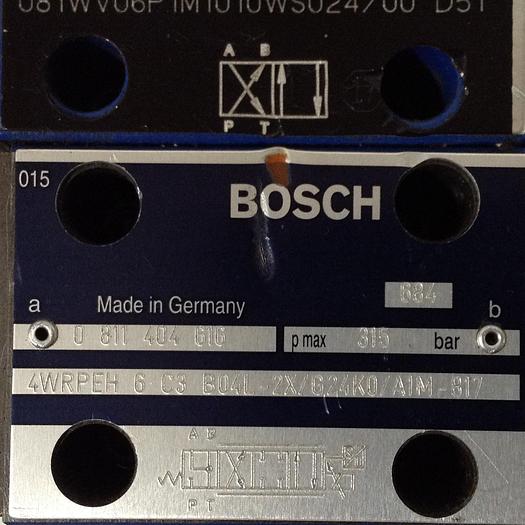 081WV06P1M1010WS024/00 D51
A B
P T
015
BOSCH
684
a
Made in Germany
b
0 811 404 616
p max 315 bar
4WRPEH 6 C3 B04L-2X/G24K0/A1M-817
A B
P T